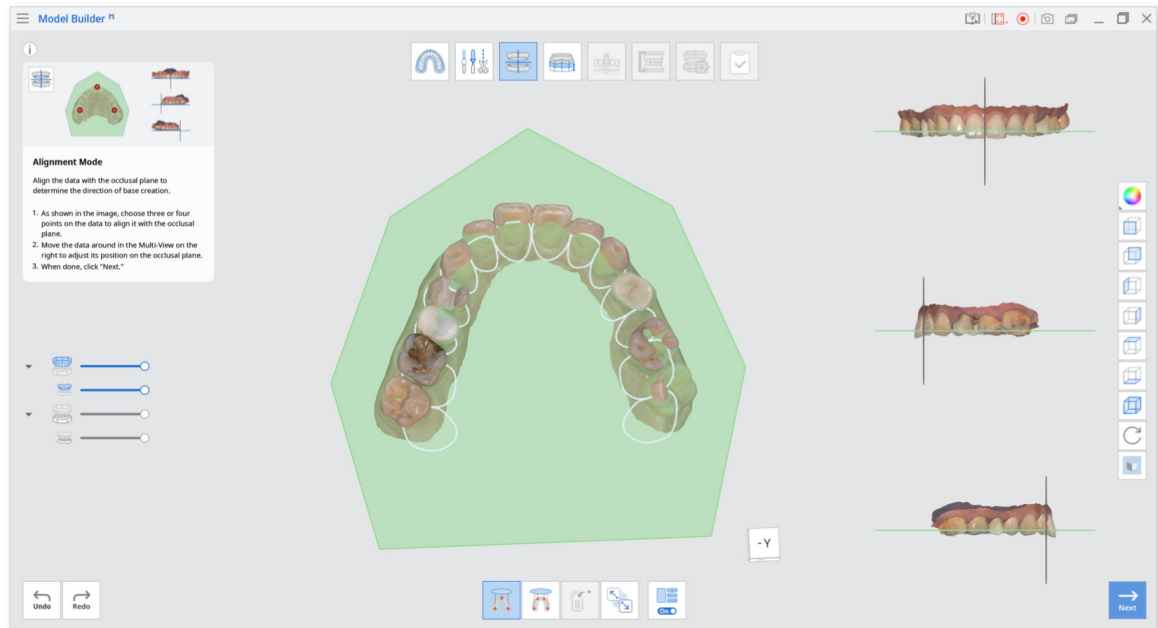 Model Builder
Alignment Mode
Align the data with the occlusal plane to
determine the direction of base creation.
1. As shown in the image, choose three or four
points on the data to align it with the occlusal
plane.
2. Move the data around in the Multi-View on the
right to adjust its position on the occlusal plane.
3. When done, click "Next."
-Y
Undo
Redo
On
Next